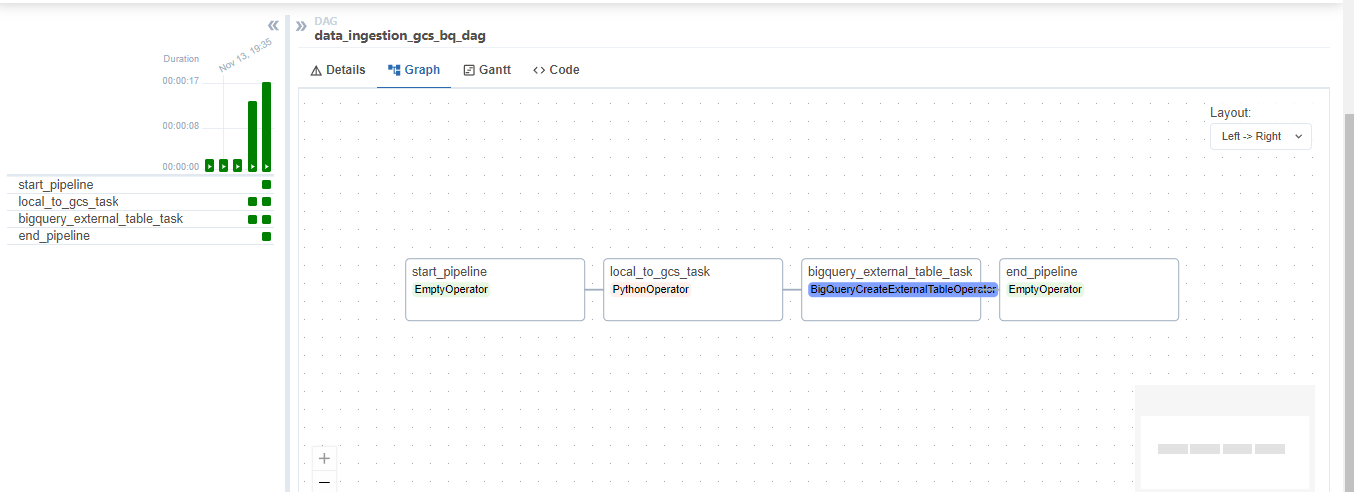 DAG
data_ingestion_gcs_bq_dag
Duration
Nov 13, 19:35
00:00:17
00:00:08
00:00:00
start_pipeline
local_to_gcs_task
bigquery_external_table_task
end_pipeline
Details
Graph
Gantt
<> Code
Layout:
Left -> Right
start_pipeline
EmptyOperator
local_to_gcs_task
PythonOperator
bigquery_external_table_task
BigQueryCreateExternalTableOperator
end_pipeline
EmptyOperator